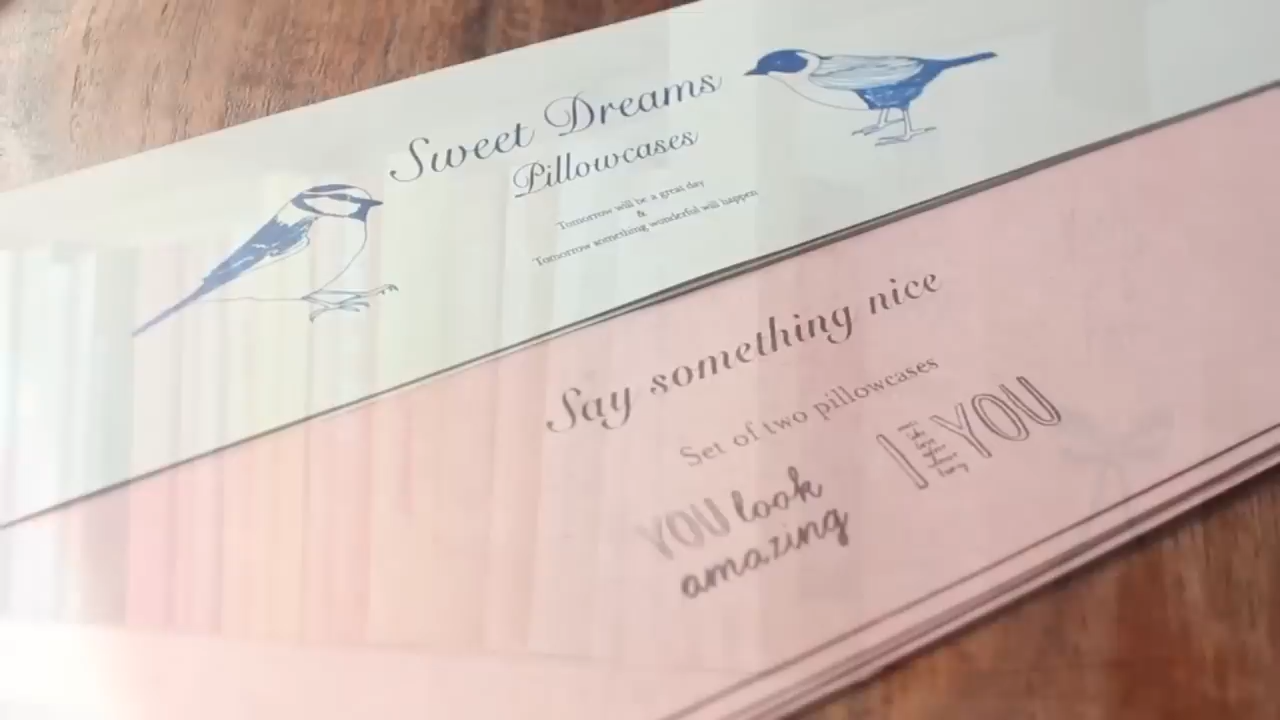 Sweet Dreams
Pillowcases
Tomorrow will be a great day
&
Tomorrow something wonderful will happen
Say something nice
Set of two pillowcases
YOU look
amazing
I YOU